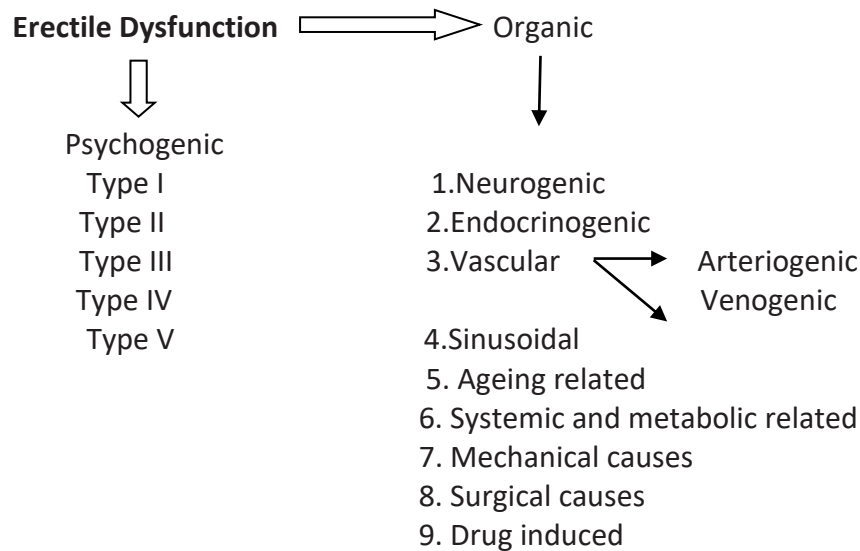 Erectile Dysfunction
Organic
Psychogenic
Type I
Type II
Type III
Type IV
Type V
1.Neurogenic
2.Endocrinogenic
3.Vascular
Arteriogenic
Venogenic
4.Sinusoidal
5. Ageing related
6. Systemic and metabolic related
7. Mechanical causes
8. Surgical causes
9. Drug induced